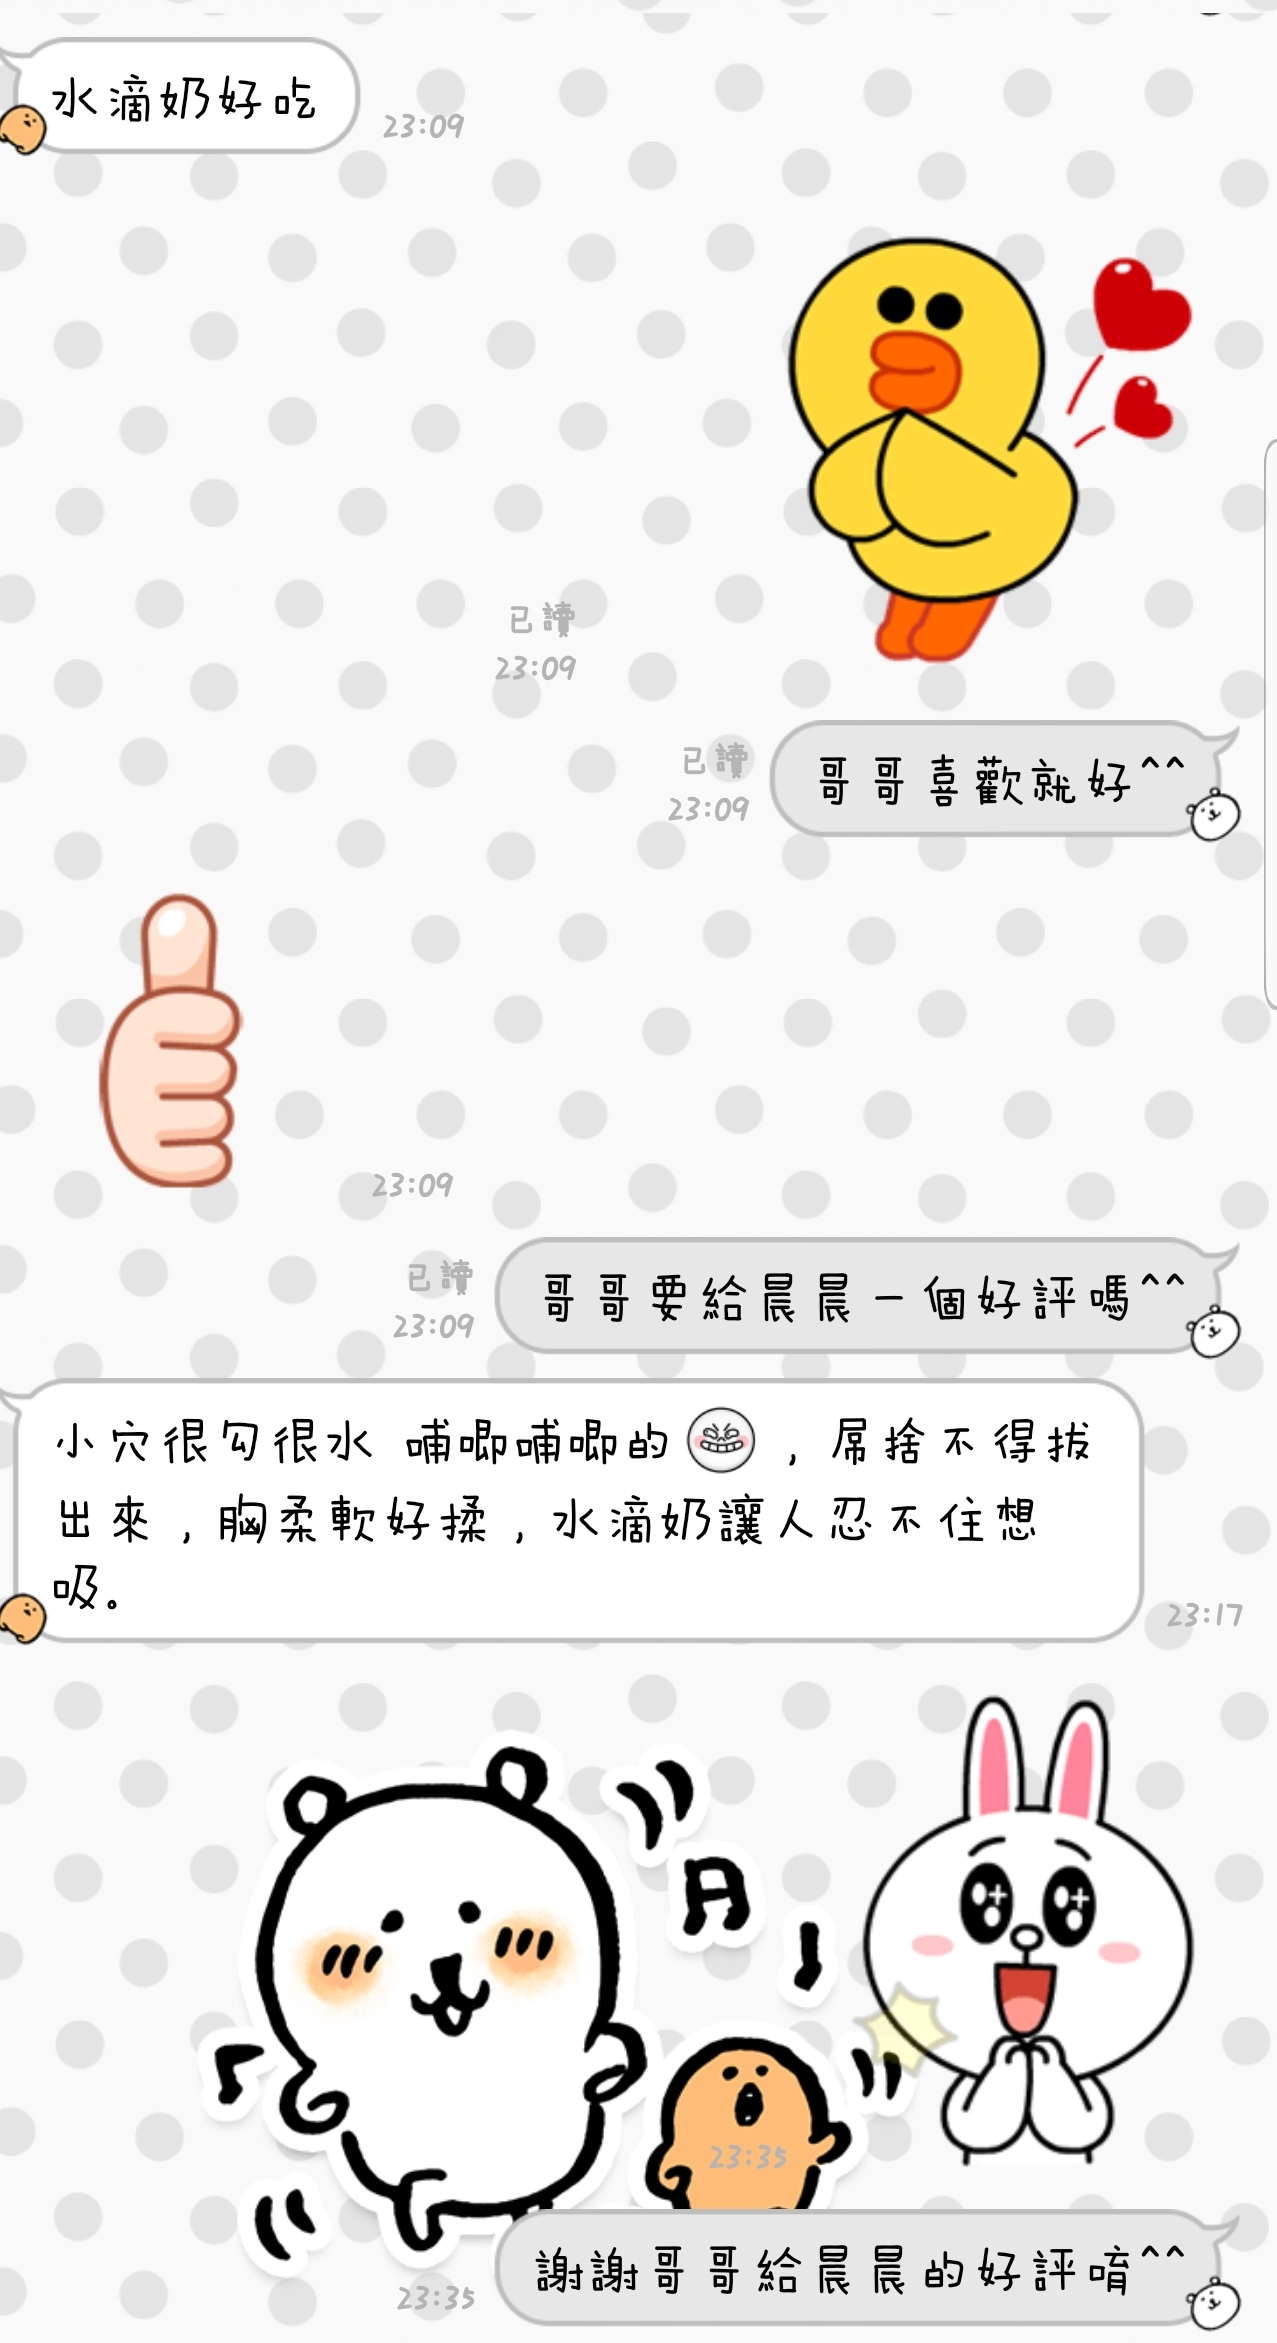 水滴奶好吃
23:09
已讀
23:09
已讀
23:09
哥哥喜歡就好^^
23:09
已讀
23:09
哥哥要給晨晨一個好評嗎^^
小穴很勾很水 哺唧哺唧的，屌捨不得拔
出來，胸柔軟好揉，水滴奶讓人忍不住想
吸。
23:17
23:35
謝謝哥哥給晨晨的好評唷^^
23:35